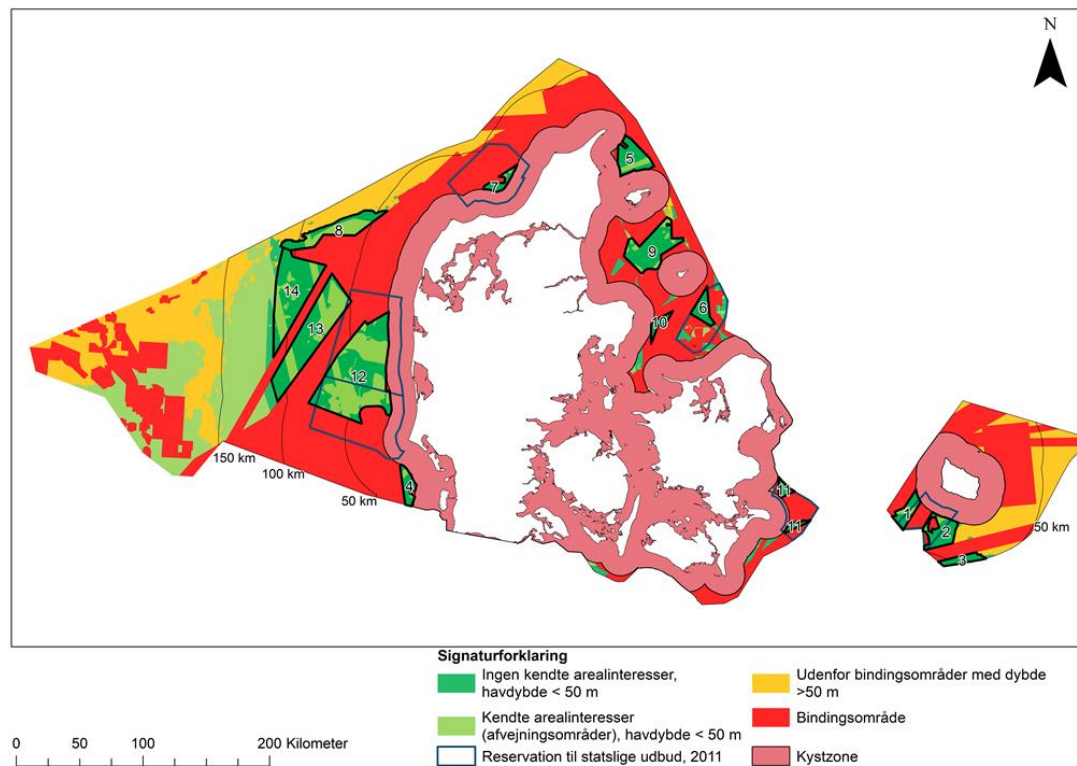 N
5
7
8
9
14
6
13
10
12
150 km
100 km
50 km
4
11
11
1
2
3
50 km
Signaturforklaring
Ingen kendte arealinteresser,
havdybde < 50 m
Kendte arealinteresser
(afvejningsområder), havdybde < 50 m
Reservation til statslige udbud, 2011
Udenfor bindingsområder med dybde
>50 m
Bindingsområde
Kystzone
0 50 100 200 Kilometer